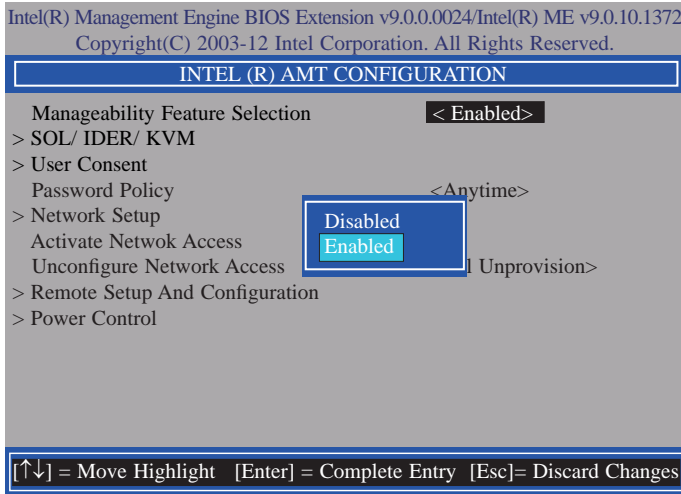 Intel(R) Management Engine BIOS Extension v9.0.0.0024/Intel(R) ME v9.0.10.1372
Copyright(C) 2003-12 Intel Corporation. All Rights Reserved.
INTEL (R) AMT CONFIGURATION
Manageability Feature Selection < Enabled>
> SOL/ IDER/ KVM
> User Consent
Password Policy <Anytime>
> Network Setup
Disabled
Activate Netwok Access
Enabled
Unconfigure Network Access l Unprovision>
> Remote Setup And Configuration
> Power Control
[↑↓] = Move Highlight [Enter] = Complete Entry [Esc]= Discard Changes